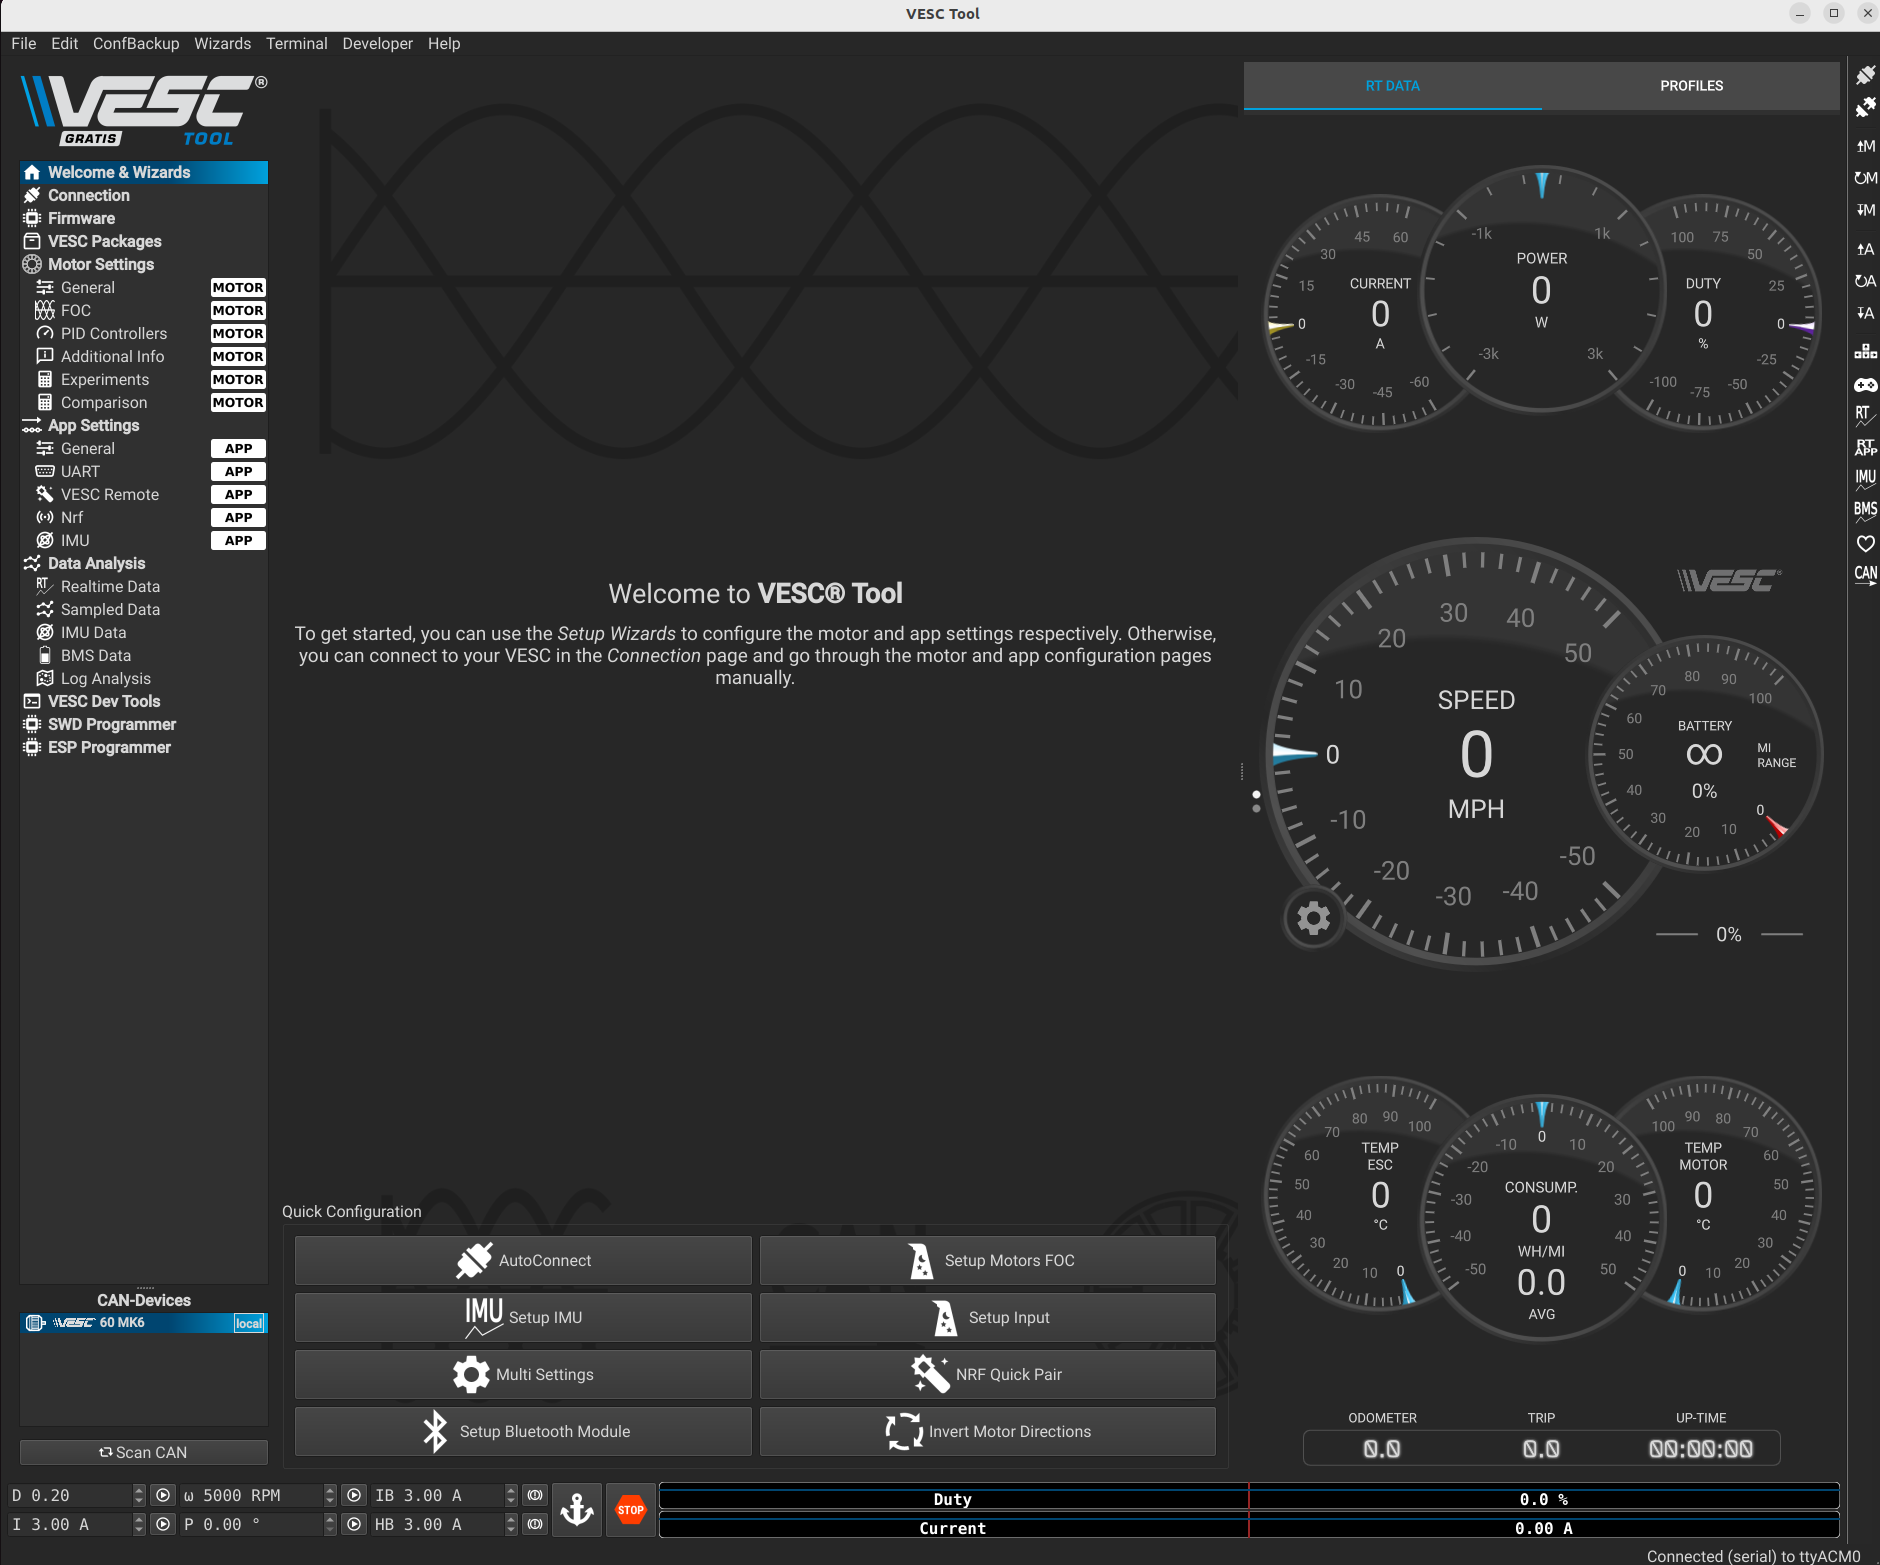 VESC Tool
File Edit ConfBackup Wizards Terminal Developer Help
VESC®
GRATIS TOOL
Welcome & Wizards
Connection
Firmware
VESC Packages
Motor Settings
General MOTOR
FOC MOTOR
PID Controllers MOTOR
Additional Info MOTOR
Experiments MOTOR
Comparison MOTOR
App Settings
General APP
UART APP
VESC Remote APP
Nrf APP
IMU APP
Data Analysis
RT Realtime Data
Sampled Data
IMU Data
BMS Data
Log Analysis
VESC Dev Tools
SWD Programmer
ESP Programmer
CAN-Devices
VESC 60 MK6 local
Scan CAN
Welcome to VESC® Tool
To get started, you can use the Setup Wizards to configure the motor and app settings respectively. Otherwise,
you can connect to your VESC in the Connection page and go through the motor and app configuration pages
manually.
Quick Configuration
AutoConnect
Setup Motors FOC
IMU Setup IMU
Setup Input
Multi Settings
NRF Quick Pair
Setup Bluetooth Module
Invert Motor Directions
RT DATA PROFILES
60
45
30
15
0
-15
-30
-45
-60
CURRENT
0
A
-1k 1k
POWER
0
W
-3k 3k
100 75
50
25
0
-25
-50
-75
-100
DUTY
0
%
VESC
50
40
30
20
10
0
-10
-20
-30
-40
-50
SPEED
0
MPH
100
90
80
70
60
50
40
30
20
10
0
BATTERY
∞
0%
MI
RANGE
0%
100
90
80
70
60
50
40
30
20
10
0
TEMP
ESC
0
°C
-50
-40
-30
-20
-10
0
10
20
30
40
50
CONSUMP.
0
WH/MI
0.0
AVG
100
90
80
70
60
50
40
30
20
10
0
TEMP
MOTOR
0
°C
ODOMETER TRIP UP-TIME
0.0 0.0 00:00:00
M
M
M
A
A
A
RT
RT
APP
IMU
BMS
CAN
D 0.20 ω 5000 RPM IB 3.00 A
I 3.00 A P 0.00 ° HB 3.00 A
STOP
Duty 0.0 %
Current 0.00 A
Connected (serial) to ttyACM0